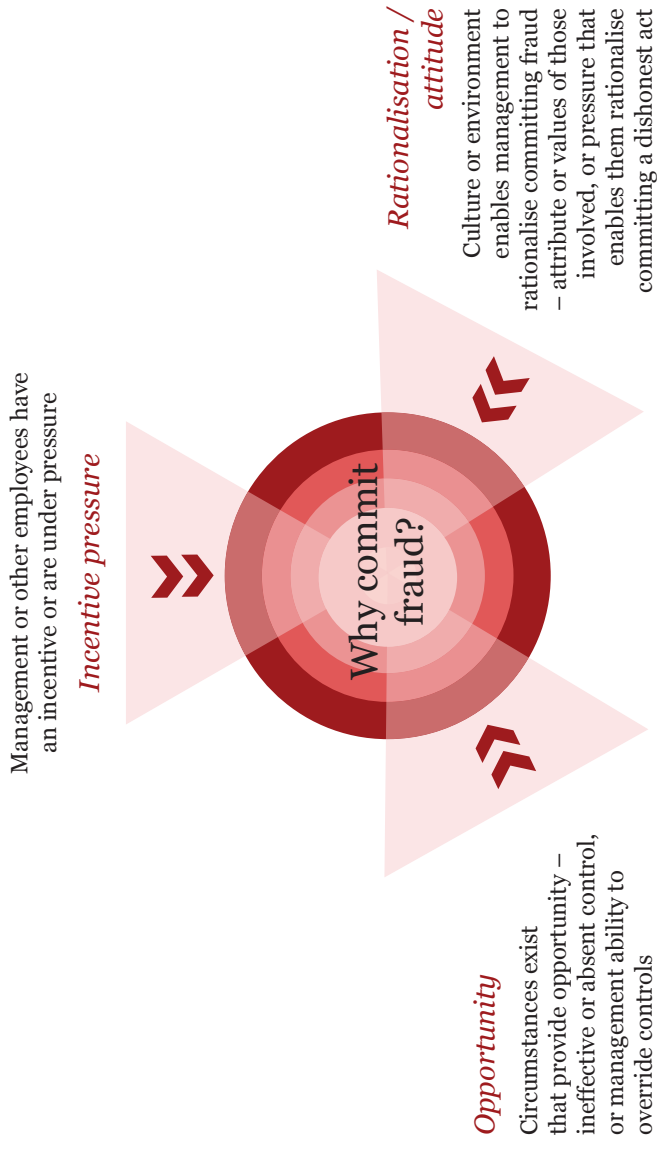 Management or other employees have
an incentive or are under pressure
Incentive pressure
Why commit
fraud?
Opportunity
Circumstances exist
that provide opportunity –
ineffective or absent control,
or management ability to
override controls
Rationalisation /
attitude
Culture or environment
enables management to
rationalise committing fraud
– attribute or values of those
involved, or pressure that
enables them rationalise
committing a dishonest act